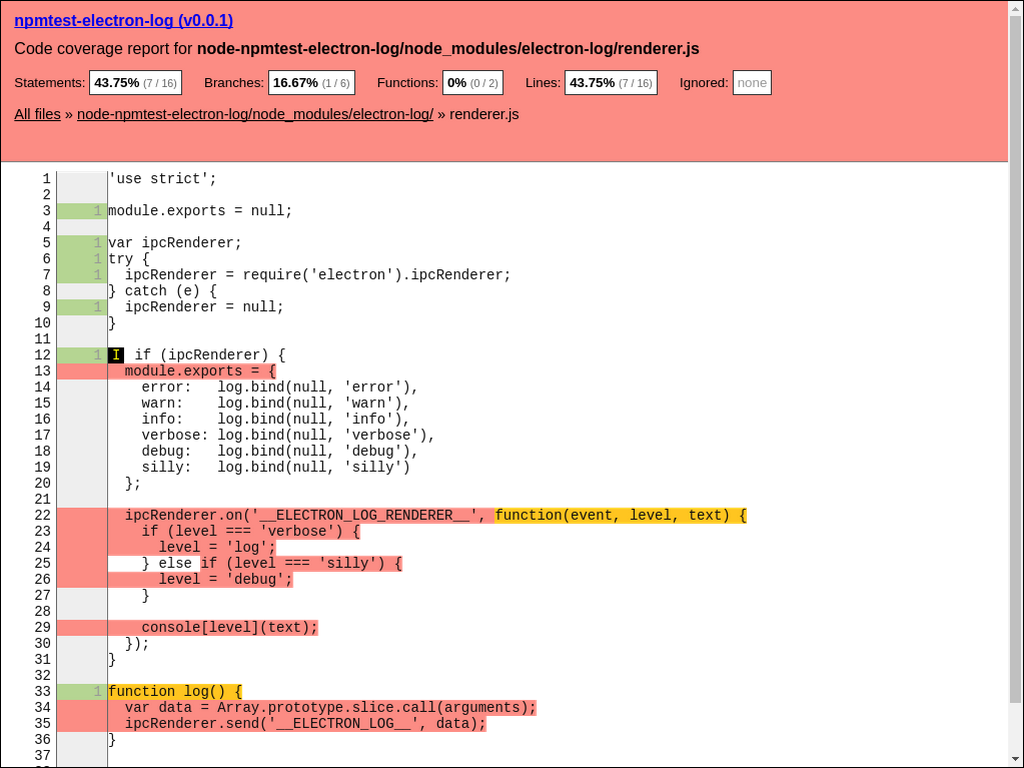 npmtest-electron-log (v0.0.1)
Code coverage report for node-npmtest-electron-log/node_modules/electron-log/renderer.js
Statements: 43.75% (7 / 16) Branches: 16.67% (1 / 6) Functions: 0% (0 / 2) Lines: 43.75% (7 / 16) Ignored: none
All files » node-npmtest-electron-log/node_modules/electron-log/ » renderer.js
1 'use strict';
2
3 1 module.exports = null;
4
5 1 var ipcRenderer;
6 1 try {
7 1   ipcRenderer = require('electron').ipcRenderer;
8 } catch (e) {
9 1   ipcRenderer = null;
10 }
11
12 1 I if (ipcRenderer) {
13   module.exports = {
14     error:   log.bind(null, 'error'),
15     warn:    log.bind(null, 'warn'),
16     info:    log.bind(null, 'info'),
17     verbose: log.bind(null, 'verbose'),
18     debug:   log.bind(null, 'debug'),
19     silly:   log.bind(null, 'silly')
20   };
21
22   ipcRenderer.on('__ELECTRON_LOG_RENDERER__', function(event, level, text) {
23     if (level === 'verbose') {
24       level = 'log';
25     } else if (level === 'silly') {
26       level = 'debug';
27     }
28
29     console[level](text);
30   });
31 }
32
33 1 function log() {
34   var data = Array.prototype.slice.call(arguments);
35   ipcRenderer.send('__ELECTRON_LOG__', data);
36 }
37